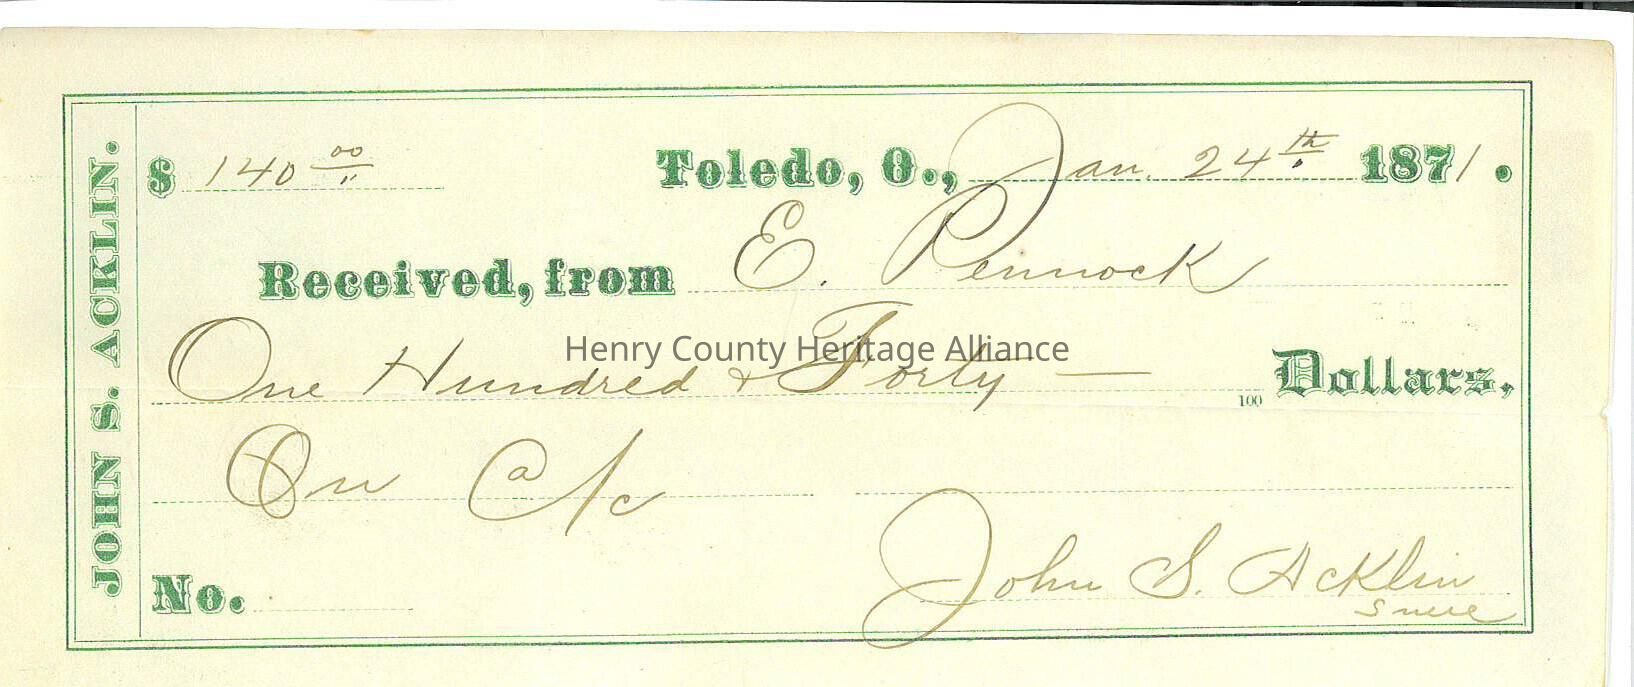 JOHN S. ACKLIN.
$ 140 00/" Toledo, O., Jan. 24th 1871.
Received, from E. Pennock
Henry County Heritage Alliance
One Hundred & Forty — 100 Dollars,
On a/c
John S. Acklin
No.